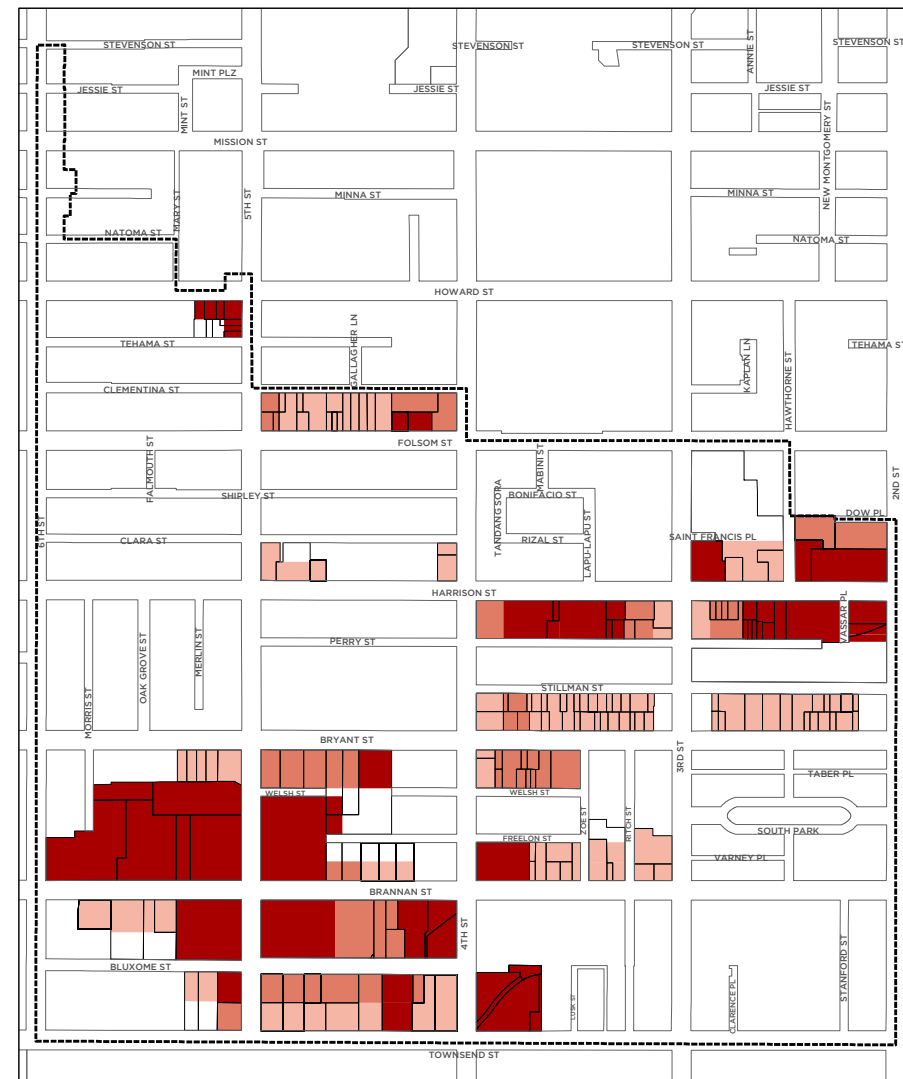 STEVENSON ST
STEVENSON ST
STEVENSON ST
STEVENSON ST
ANNIE ST
MINT PLZ
JESSIE ST
JESSIE ST
JESSIE ST
MINT ST
NEW MONTGOMERY ST
MISSION ST
MINNA ST
MINNA ST
MARY ST
5TH ST
NATOMA ST
NATOMA ST
HOWARD ST
TEHAMA ST
TEHAMA ST
GALLAGHER LN
KAPLAN LN
HAWTHORNE ST
CLEMENTINA ST
FOLSOM ST
FALMOUTH ST
MABINI ST
2ND ST
SHIPLEY ST
BONIFACIO ST
TANDANG SORA
LAPU-LAPU ST
DOW PL
6TH ST
CLARA ST
RIZAL ST
SAINT FRANCIS PL
HARRISON ST
VASSAR PL
PERRY ST
MERLIN ST
OAK GROVE ST
MORRIS ST
STILLMAN ST
BRYANT ST
3RD ST
TABER PL
WELSH ST
WELSH ST
ZOE ST
RITCH ST
SOUTH PARK
FREELON ST
VARNEY PL
BRANNAN ST
4TH ST
STANFORD ST
BLUXOME ST
LUSK ST
CLARENCE PL
TOWNSEND ST